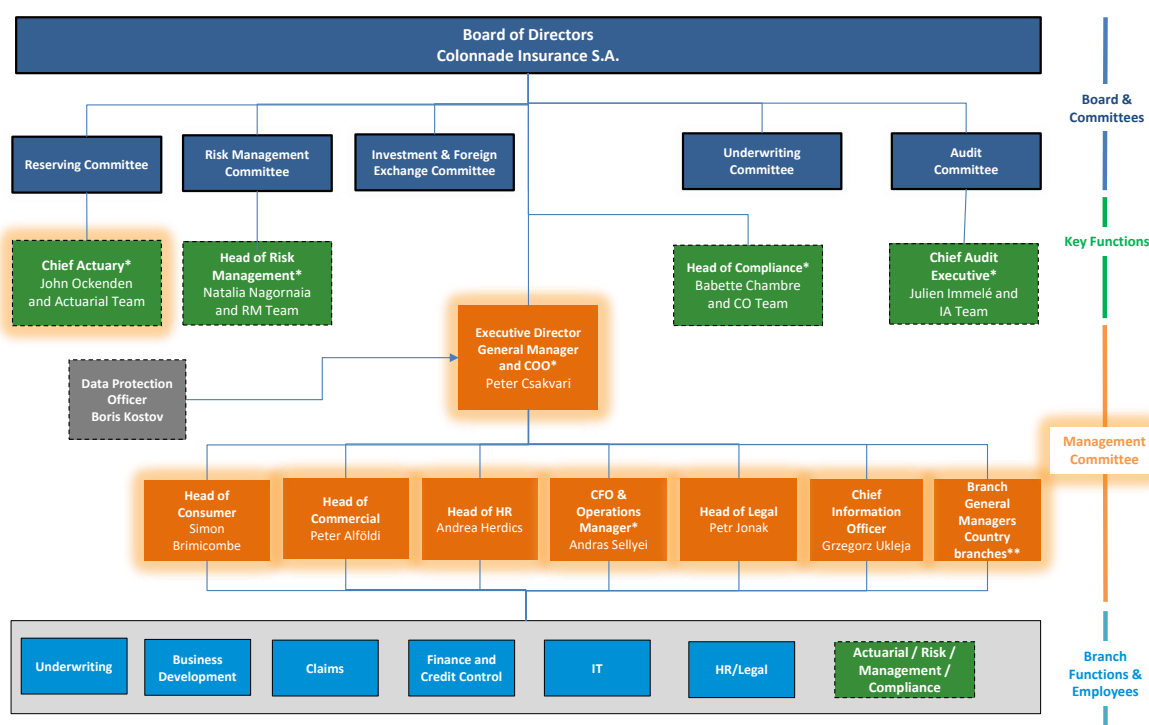 Board of Directors
Colonnade Insurance S.A.
Board &
Committees
Reserving Committee
Risk Management
Committee
Investment & Foreign
Exchange Committee
Underwriting
Committee
Audit
Committee
Key Functions
Chief Actuary*
John Ockenden
and Actuarial Team
Head of Risk
Management*
Natalia Nagornaia
and RM Team
Head of Compliance*
Babette Chambre
and CO Team
Chief Audit
Executive*
Julien Immelé and
IA Team
Executive Director
General Manager
and COO*
Peter Csakvari
Data Protection
Officer
Boris Kostov
Management
Committee
Head of
Consumer
Simon
Brimicombe
Head of
Commercial
Peter Alföldi
Head of HR
Andrea Herdics
CFO &
Operations
Manager*
Andras Sellyei
Head of Legal
Petr Jonak
Chief
Information
Officer
Grzegorz Ukleja
Branch
General
Managers
Country
branches**
Underwriting
Business
Development
Claims
Finance and
Credit Control
IT
HR/Legal
Actuarial / Risk /
Management /
Compliance
Branch
Functions &
Employees